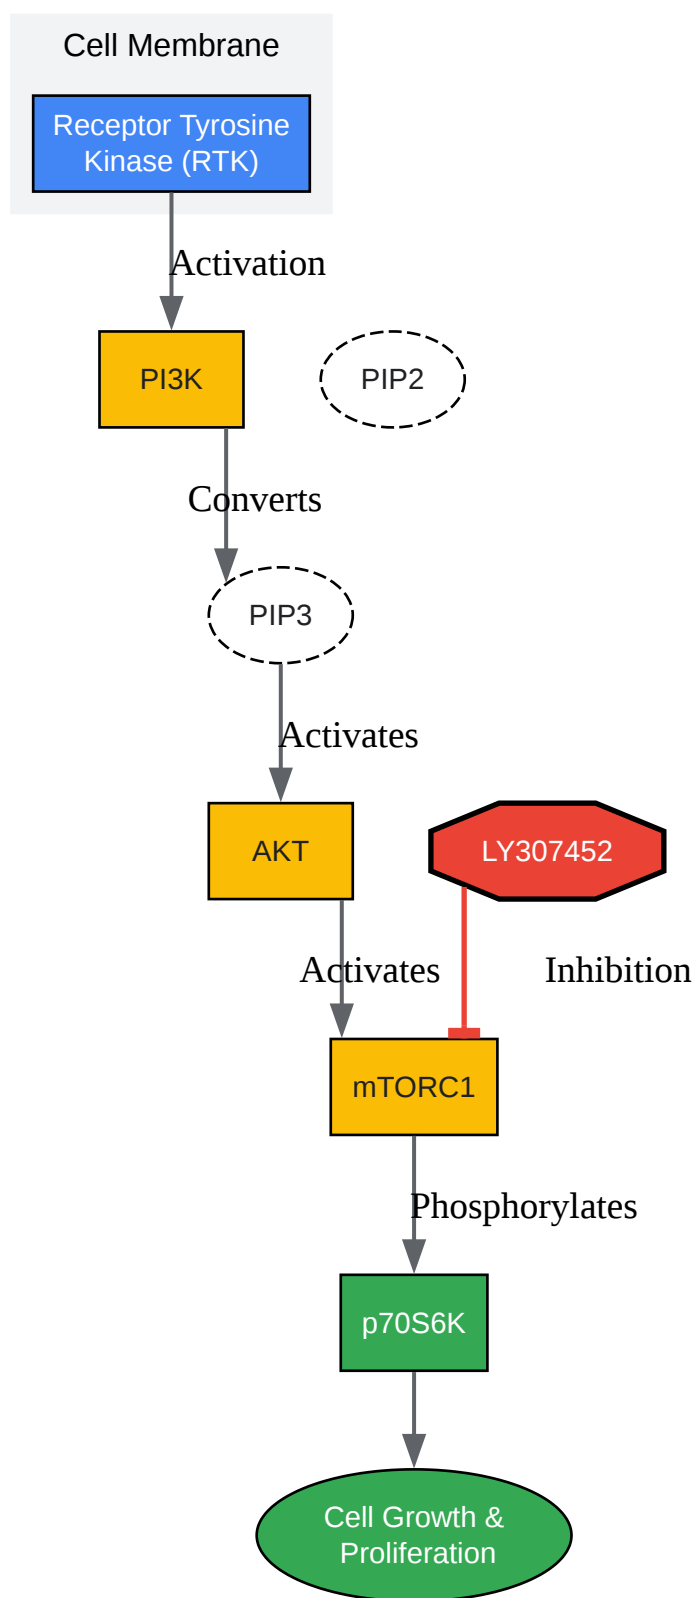 Cell Membrane
Receptor Tyrosine
Kinase (RTK)
Activation
PI3K
PIP2
Converts
PIP3
Activates
AKT
LY307452
Activates
Inhibition
mTORC1
Phosphorylates
p70S6K
Cell Growth &
Proliferation